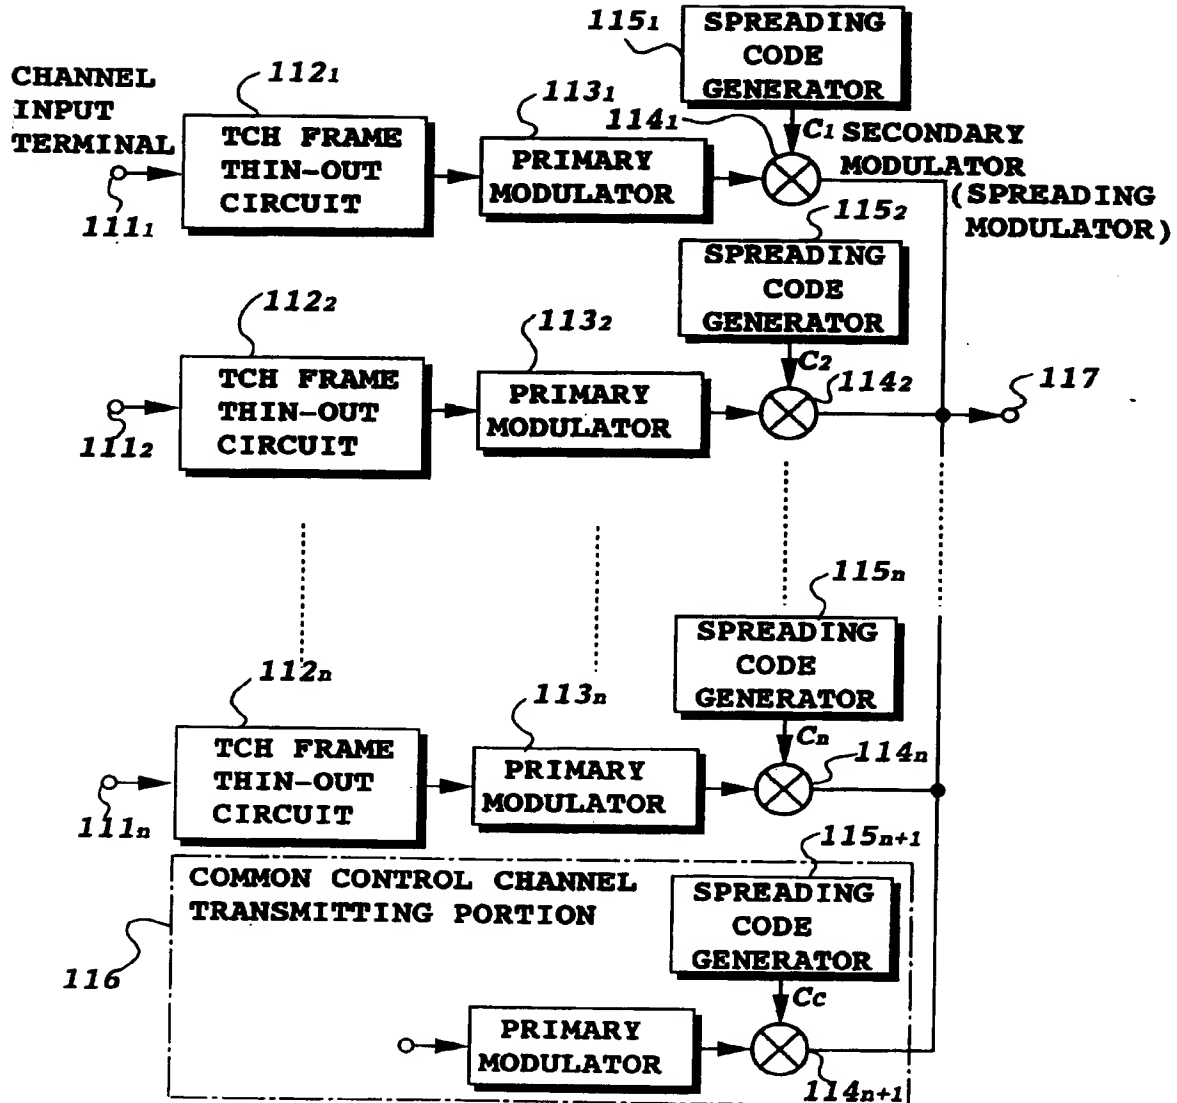 115₁
SPREADING
CODE
GENERATOR
CHANNEL
INPUT
TERMINAL
112₁
113₁
114₁
C₁
SECONDARY
MODULATOR
(SPREADING
MODULATOR)
TCH FRAME
THIN-OUT
CIRCUIT
PRIMARY
MODULATOR
111₁
115₂
SPREADING
CODE
GENERATOR
112₂
113₂
C₂
114₂
117
TCH FRAME
THIN-OUT
CIRCUIT
PRIMARY
MODULATOR
111₂
115n
SPREADING
CODE
GENERATOR
112n
113n
Cn
114n
TCH FRAME
THIN-OUT
CIRCUIT
PRIMARY
MODULATOR
111n
115n+1
COMMON CONTROL CHANNEL
TRANSMITTING PORTION
SPREADING
CODE
GENERATOR
116
Cc
PRIMARY
MODULATOR
114n+1